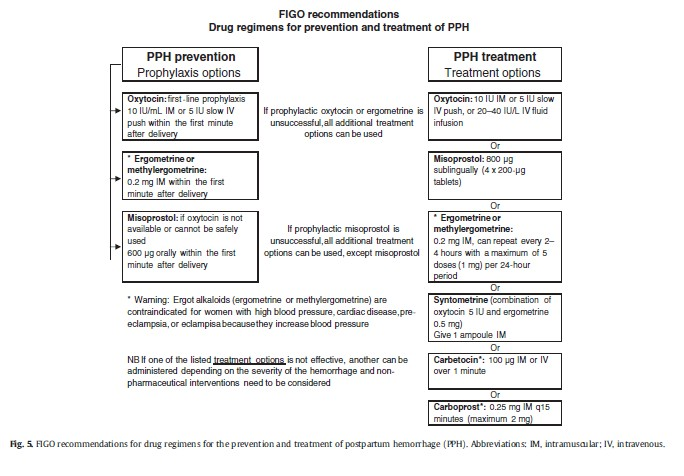 FIGO recommendations
Drug regimens for prevention and treatment of PPH
PPH prevention
Prophylaxis options
Oxytocin: first-line prophylaxis
10 IU/mL IM or 5 IU slow IV
push within the first minute
after delivery
* Ergometrine or
methylergometrine:
0.2 mg IM within the first
minute after delivery
Misoprostol: if oxytocin is not
available or cannot be safely
used
600 µg orally within the first
minute after delivery
If prophylactic oxytocin or ergometrine is
unsuccessful, all additional treatment
options can be used
If prophylactic misoprostol is
unsuccessful, all additional treatment
options can be used, except misoprostol
PPH treatment
Treatment options
Oxytocin: 10 IU IM or 5 IU slow
IV push, or 20–40 IU/L IV fluid
infusion
Or
Misoprostol: 800 µg
sublingually (4 x 200-µg
tablets)
Or
* Ergometrine or
methylergometrine:
0.2 mg IM, can repeat every 2–
4 hours with a maximum of 5
doses (1 mg) per 24-hour
period
Or
Syntometrine (combination of
oxytocin 5 IU and ergometrine
0.5 mg)
Give 1 ampoule IM
Or
Carbetocin*: 100 µg IM or IV
over 1 minute
Or
Carboprost*: 0.25 mg IM q15
minutes (maximum 2 mg)
* Warning: Ergot alkaloids (ergometrine or methylergometrine) are
contraindicated for women with high blood pressure, cardiac disease, pre-
eclampsia, or eclampsia because they increase blood pressure
NB If one of the listed treatment options is not effective, another can be
administered depending on the severity of the hemorrhage and non-
pharmaceutical interventions need to be considered
Fig. 5. FIGO recommendations for drug regimens for the prevention and treatment of postpartum hemorrhage (PPH). Abbreviations: IM, intramuscular; IV, intravenous.